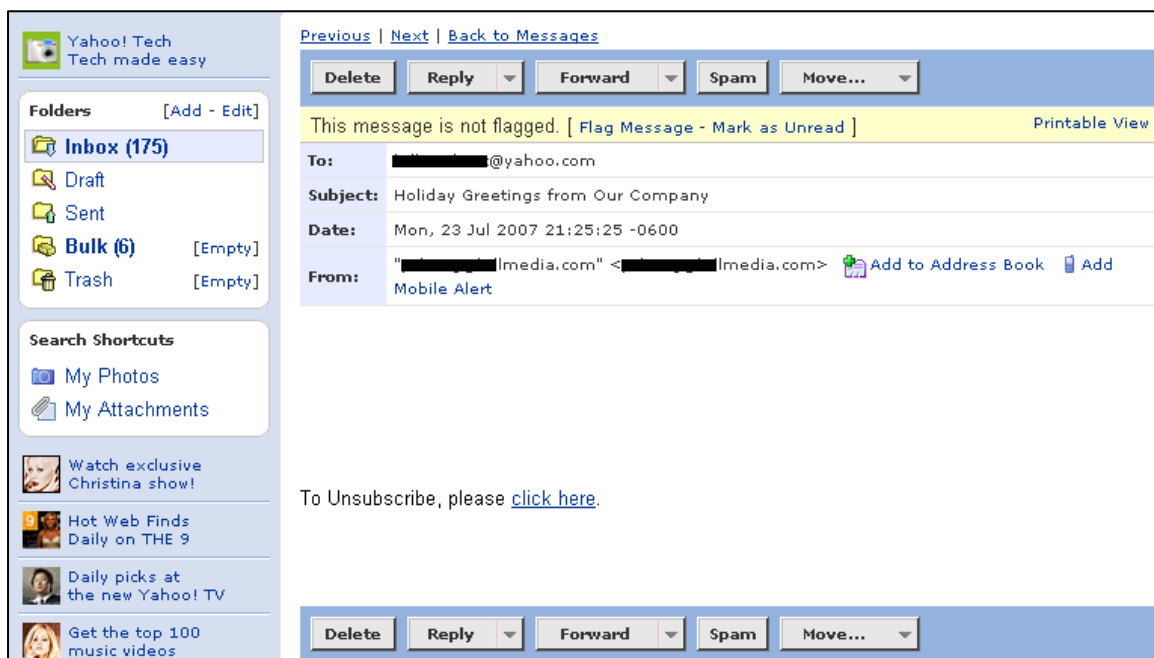 Yahoo! Tech
Tech made easy
Folders [Add - Edit]
Inbox (175)
Draft
Sent
Bulk (6) [Empty]
Trash [Empty]
Search Shortcuts
My Photos
My Attachments
Watch exclusive
Christina show!
9
Hot Web Finds
Daily on THE 9
Daily picks at
the new Yahoo! TV
Get the top 100
music videos
Previous | Next | Back to Messages
Delete Reply Forward Spam Move...
This message is not flagged. [ Flag Message - Mark as Unread ] Printable View
To: @yahoo.com
Subject: Holiday Greetings from Our Company
Date: Mon, 23 Jul 2007 21:25:25 -0600
From: " lmedia.com" < lmedia.com> Add to Address Book Add
Mobile Alert
To Unsubscribe, please click here.
Delete Reply Forward Spam Move...